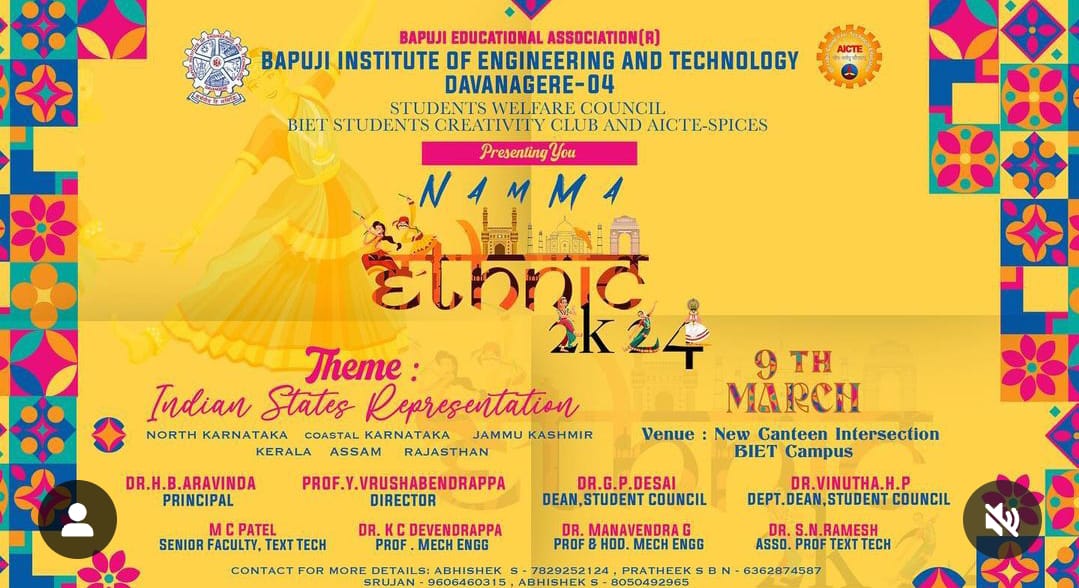 BAPUJI EDUCATIONAL ASSOCIATION(R)
BAPUJI INSTITUTE OF ENGINEERING AND TECHNOLOGY
DAVANAGERE-04
STUDENTS WELFARE COUNCIL
BIET STUDENTS CREATIVITY CLUB AND AICTE-SPICES
AICTE
Presenting You
NAMMA
ethnic
2k24
Theme :
Indian States Representation
NORTH KARNATAKA COASTAL KARNATAKA JAMMU KASHMIR
KERALA ASSAM RAJASTHAN
9 TH
MARCH
Venue : New Canteen Intersection
BIET Campus
DR.H.B.ARAVINDA
PRINCIPAL
PROF.Y.VRUSHABENDRAPPA
DIRECTOR
DR.G.P.DESAI
DEAN,STUDENT COUNCIL
DR.VINUTHA.H.P
DEPT.DEAN,STUDENT COUNCIL
M C PATEL
SENIOR FACULTY, TEXT TECH
DR. K C DEVENDRAPPA
PROF . MECH ENGG
DR. MANAVENDRA G
PROF & HOD. MECH ENGG
DR. S.N.RAMESH
ASSO. PROF TEXT TECH
CONTACT FOR MORE DETAILS: ABHISHEK S - 7829252124 , PRATHEEK S B N - 6362874587
SRUJAN - 9606460315 , ABHISHEK S - 8050492965